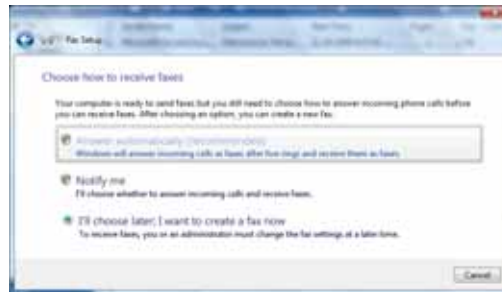 Fax Setup
Choose how to receive faxes
Your computer is ready to send faxes but you still need to choose how to answer incoming phone calls before
you can receive faxes. After choosing an option, you can create a new fax.
Answer automatically (recommended)
Windows will answer incoming calls as faxes after five rings and receive them as faxes.
Notify me
I'll choose whether to answer incoming calls and receive faxes.
I'll choose later; I want to create a fax now
To receive faxes, you or an administrator must change the fax settings at a later time.
Cancel